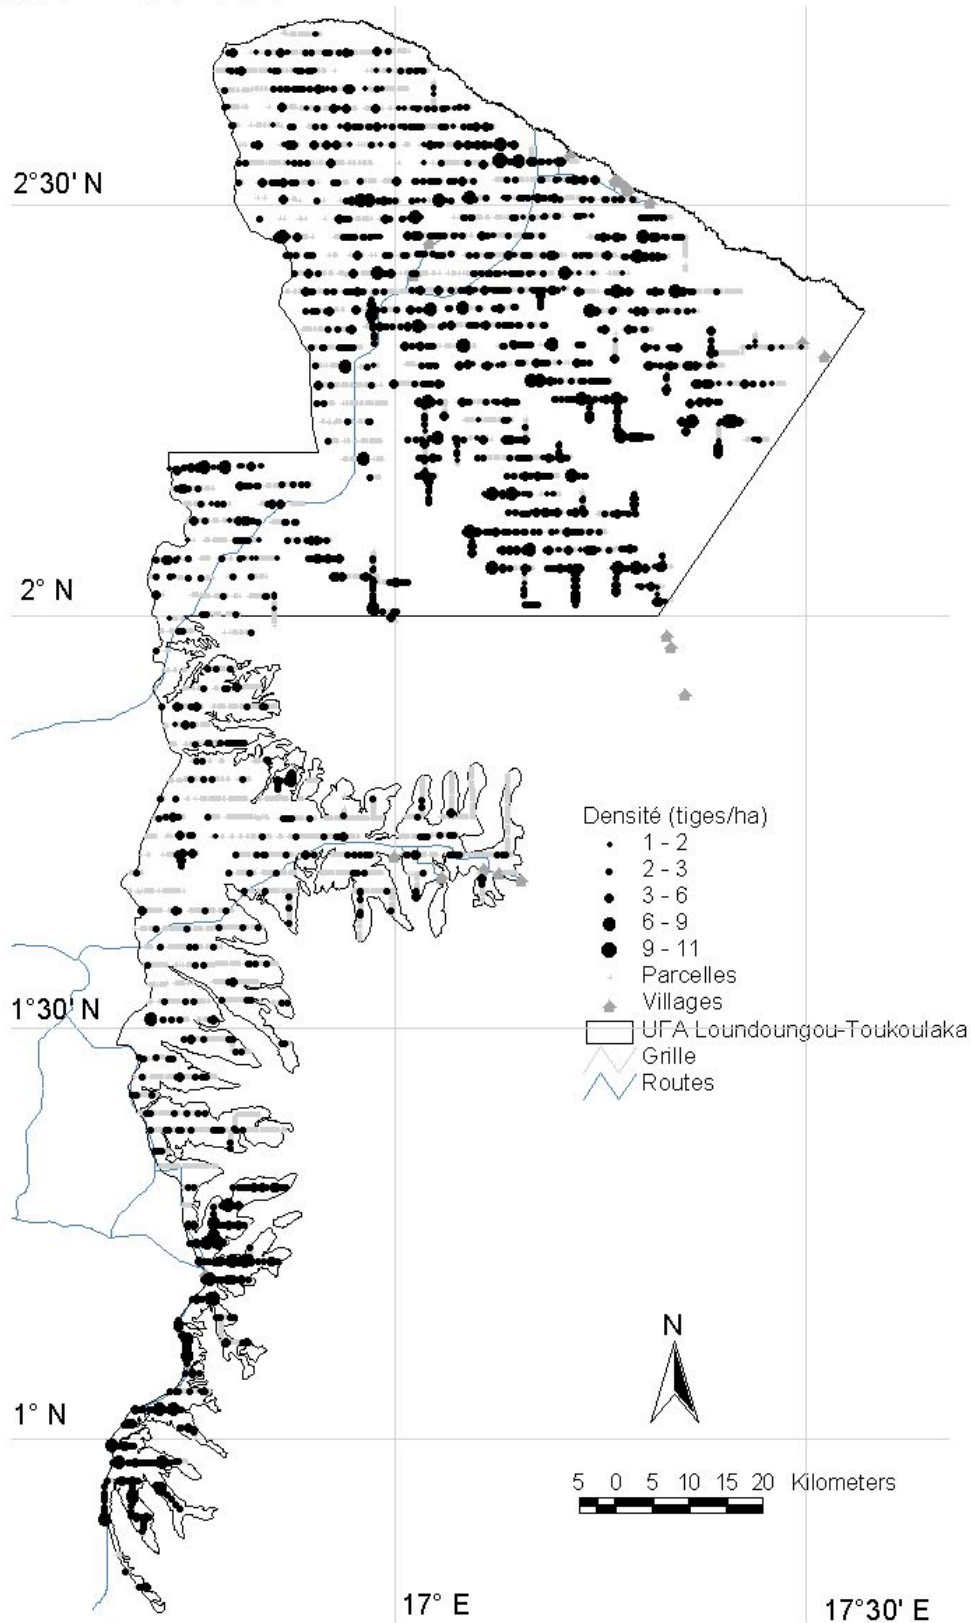 2°30' N
2° N
Densité (tiges/ha)
1 - 2
2 - 3
3 - 6
6 - 9
9 - 11
Parcelles
Villages
1°30' N
UFA Loundoungou-Toukoulaka
Grille
Routes
N
1° N
5 0 5 10 15 20 Kilometers
17° E
17°30' E